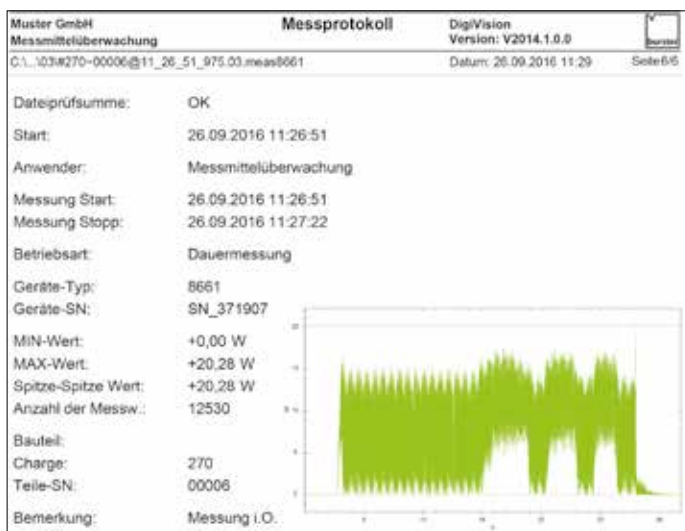 Muster GmbH Messprotokoll DigiVision
Messmittelüberwachung Version: V2014.1.0.0
burster
C:\...\03\#270~00006@11_26_51_975.03.meas8661 Datum: 26.09.2016 11:29 Seite6/6
Dateiprüfsumme: OK
Start: 26.09.2016 11:26:51
Anwender: Messmittelüberwachung
Messung Start: 26.09.2016 11:26:51
Messung Stopp: 26.09.2016 11:27:22
Betriebsart: Dauermessung
Geräte-Typ: 8661
Geräte-SN: SN_371907
MIN-Wert: +0,00 W
MAX-Wert: +20,28 W
Spitze-Spitze Wert: +20,28 W
Anzahl der Messw.: 12530
Bauteil:
Charge: 270
Teile-SN: 00006
Bemerkung: Messung i.O.